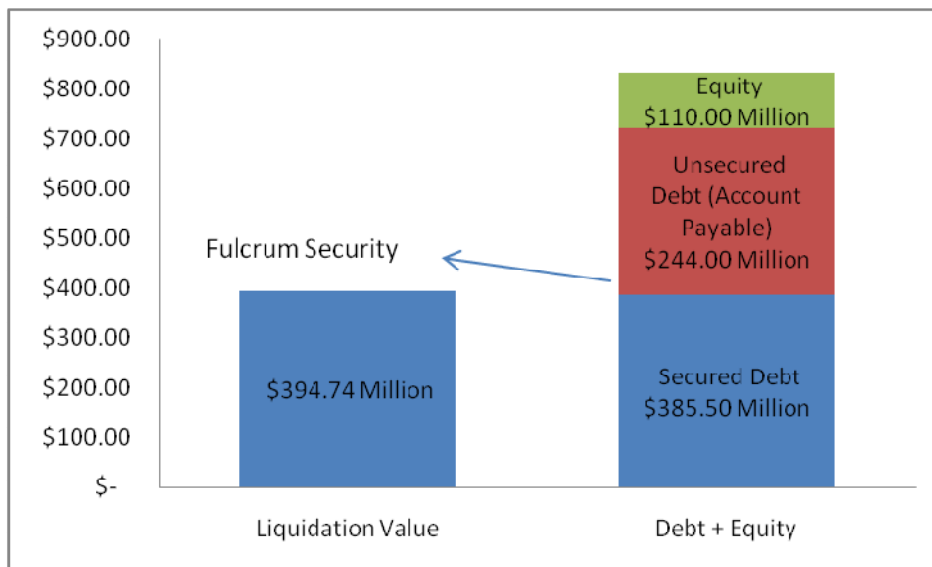 $900.00
$800.00
$700.00
$600.00
$500.00
$400.00
$300.00
$200.00
$100.00
$-
Fulcrum Security
$394.74 Million
Equity
$110.00 Million
Unsecured
Debt (Account
Payable)
$244.00 Million
Secured Debt
$385.50 Million
Liquidation Value
Debt + Equity